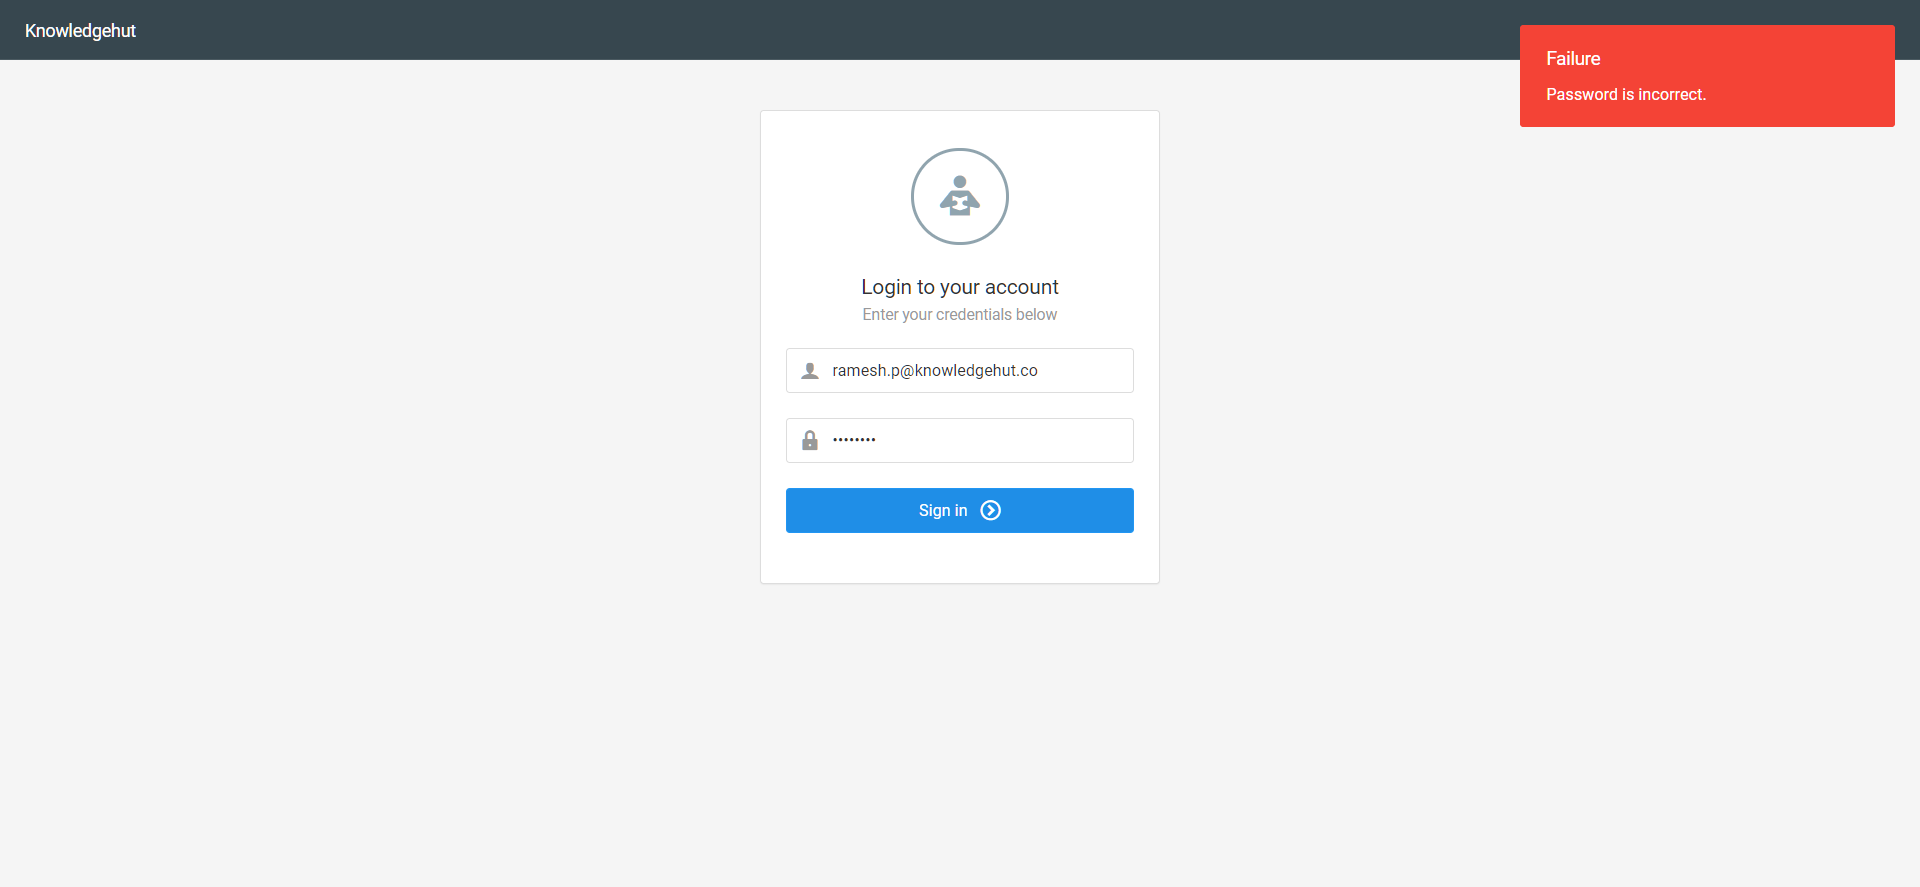 Knowledgehut
Failure
Password is incorrect.
Login to your account
Enter your credentials below
ramesh.p@knowledgehut.co
••••••••
Sign in